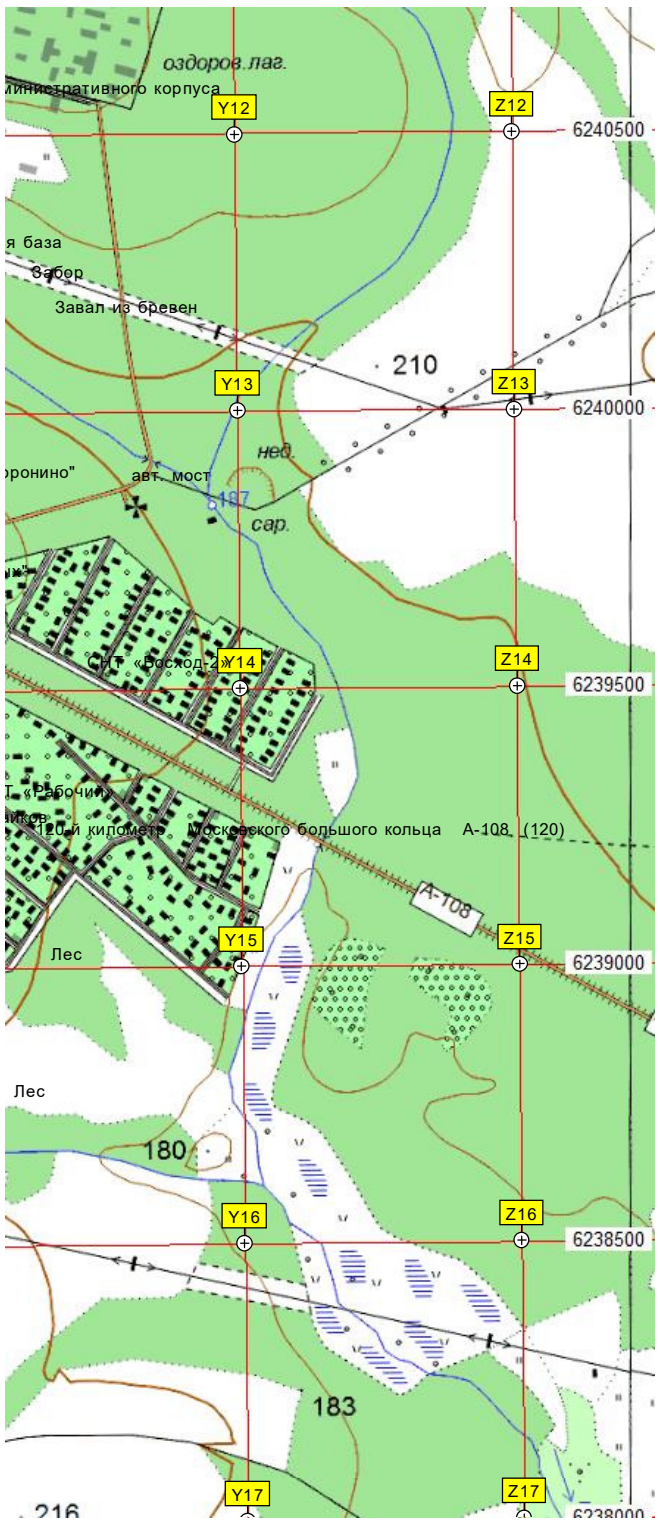 оздоров.лаг.
министративного корпуса
Y12
Z12
6240500
я база
Забор
Завал из бревен
210
Y13
Z13
6240000
нед.
оронино"
авт. мост
187
сар.
ых"
СНТ «Восход-2»
Y14
Z14
6239500
Т «Рабочий»
айков
120-й километр Московского большого кольца А-108 (120)
А-108
Y15
Z15
Лес
6239000
Лес
180
Y16
Z16
6238500
183
Y17
Z17
216
6238000